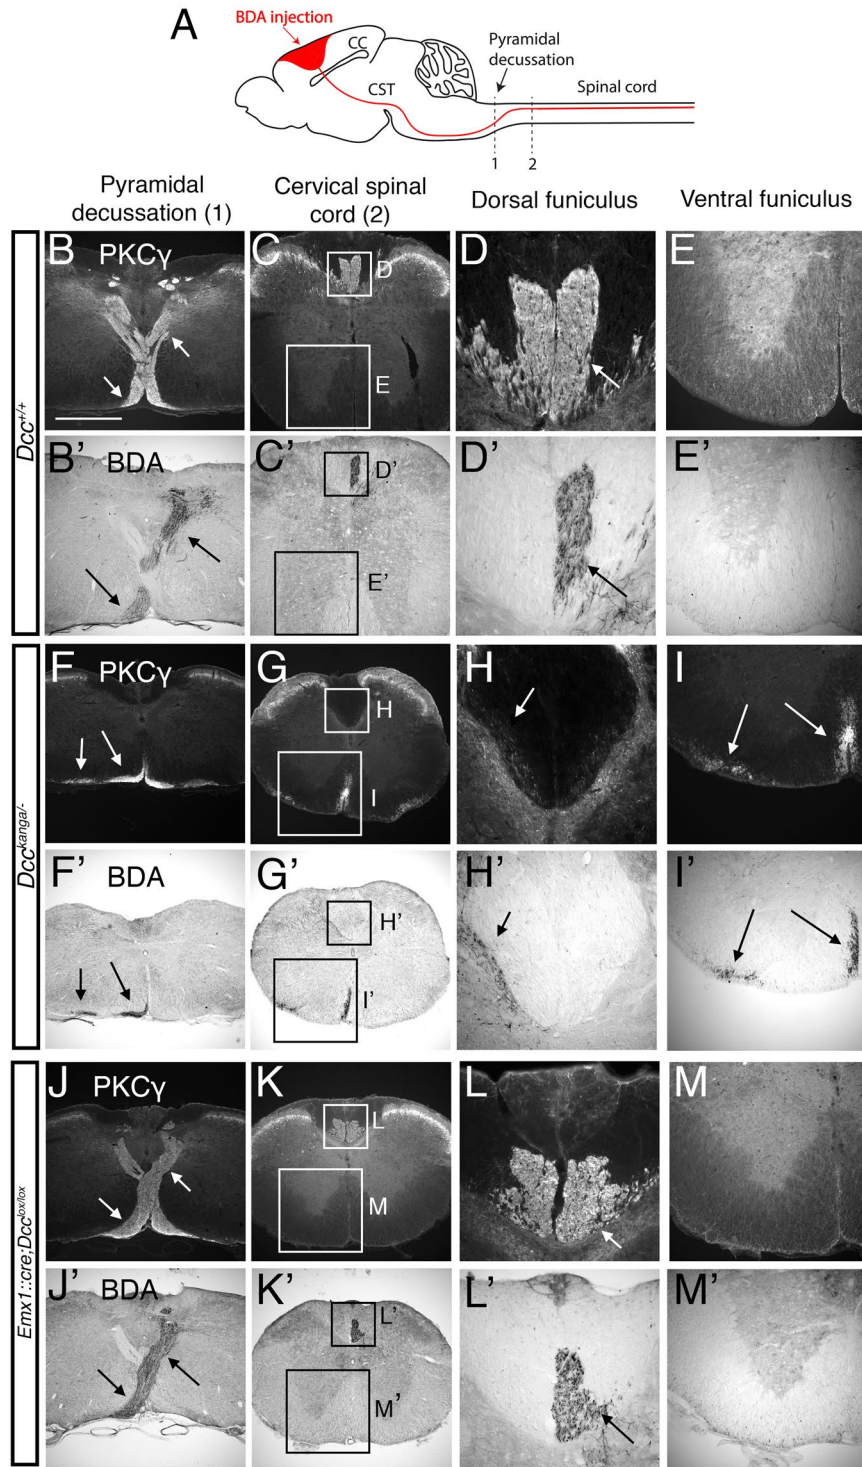 A
BDA injection
CC
CST
Pyramidal
decussation
Spinal cord
1
2
Pyramidal
decussation (1)
Cervical spinal
cord (2)
Dorsal funiculus
Ventral funiculus
Dcc+/+
B PKCγ
C
D
E
D
E
B' BDA
C'
D'
E'
D'
E'
Dcckanga/-
F PKCγ
G
H
I
H
I
F' BDA
G'
H'
I'
H'
I'
Emx1::cre;Dcclox/lox
J PKCγ
K
L
M
L
M
J' BDA
K'
L'
M'
L'
M'